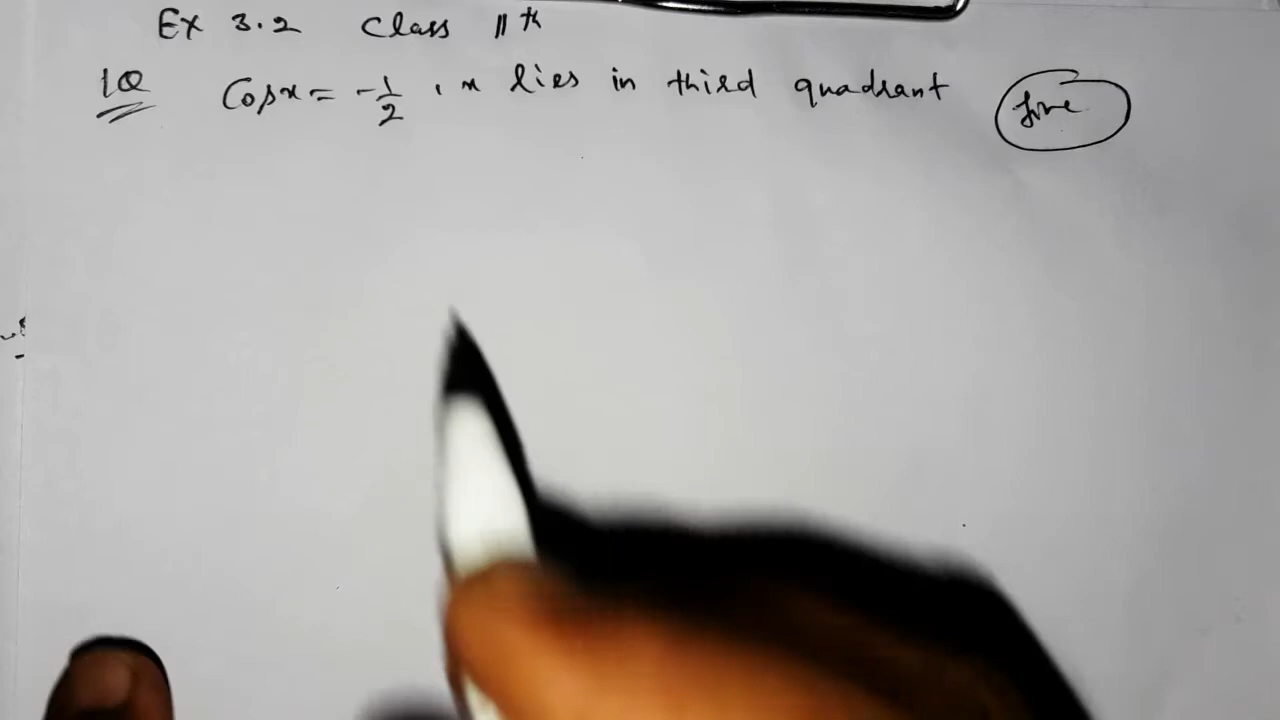 Ex 3.2 Class 11th
1Q Cosx = -1/2 , x lies in third quadrant